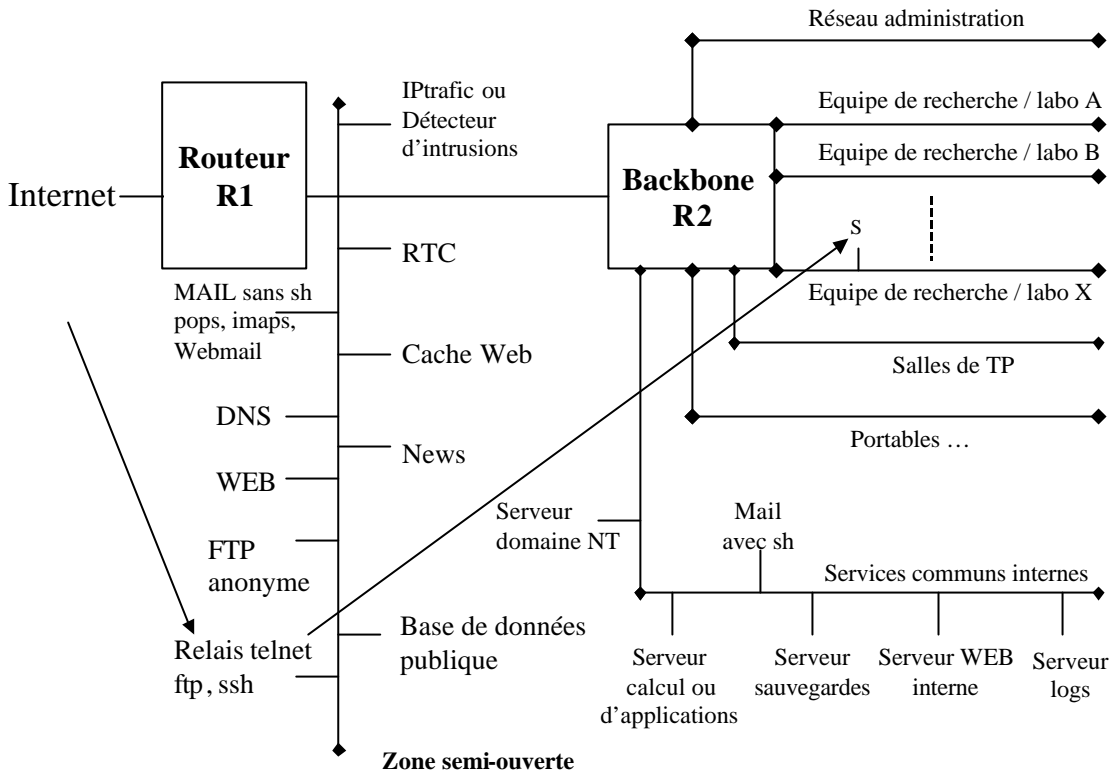 Réseau administration
IPtrafic ou
Détecteur
d'intrusions
Equipe de recherche / labo A
Routeur
R1
Equipe de recherche / labo B
Backbone
R2
Internet
S
RTC
MAIL sans sh
pops, imaps,
Webmail
Equipe de recherche / labo X
Cache Web
Salles de TP
DNS
Portables …
News
WEB
Serveur
domaine NT
Mail
avec sh
FTP
anonyme
Services communs internes
Relais telnet
ftp, ssh
Base de données
publique
Serveur
calcul ou
d'applications
Serveur
sauvegardes
Serveur WEB
interne
Serveur
logs
Zone semi-ouverte